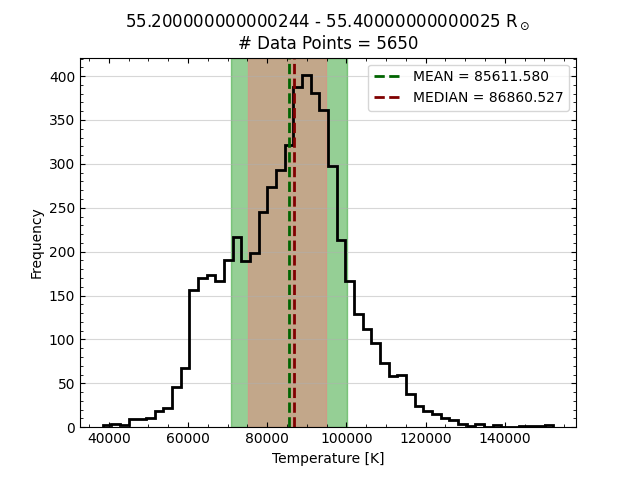 55.200000000000244 - 55.40000000000025 R⊙
# Data Points = 5650
MEAN = 85611.580
MEDIAN = 86860.527
400
350
300
250
200
150
100
50
0
Frequency
40000 60000 80000 100000 120000 140000
Temperature [K]